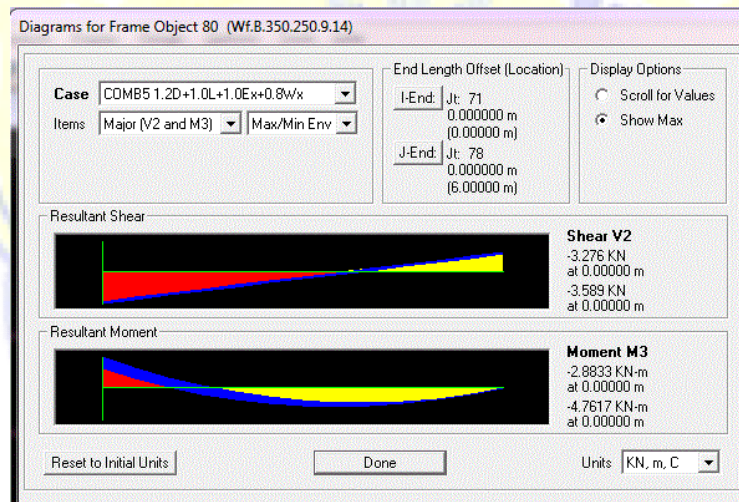 Diagrams for Frame Object 80 (Wf.B.350.250.9.14)
Case COMB5 1.2D+1.0L+1.0Ex+0.8Wx
Items Major (V2 and M3) Max/Min Env
End Length Offset (Location)
I-End: Jt: 71
0.000000 m
(0.00000 m)
J-End: Jt: 78
0.000000 m
(6.00000 m)
Display Options
Scroll for Values
Show Max
Resultant Shear
Shear V2
-3.276 KN
at 0.00000 m
-3.589 KN
at 0.00000 m
Resultant Moment
Moment M3
-2.8833 KN-m
at 0.00000 m
-4.7617 KN-m
at 0.00000 m
Reset to Initial Units
Done
Units KN, m, C